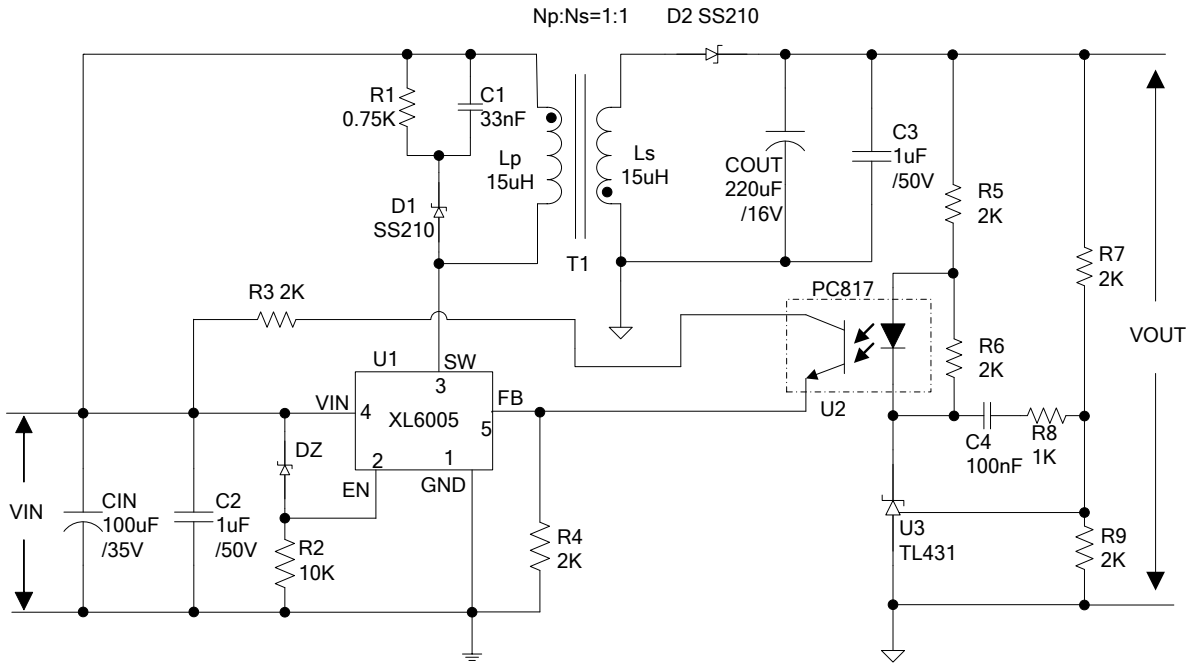 Np:Ns=1:1
D2 SS210
R1
0.75K
C1
33nF
Lp
15uH
Ls
15uH
T1
D1
SS210
COUT
220uF
/16V
C3
1uF
/50V
R5
2K
R7
2K
R3 2K
PC817
VOUT
R6
2K
U2
U1
SW
3
VIN
4
XL6005
FB
5
2
1
EN
GND
DZ
C4
100nF
R8
1K
VIN
CIN
100uF
/35V
C2
1uF
/50V
R2
10K
R4
2K
U3
TL431
R9
2K